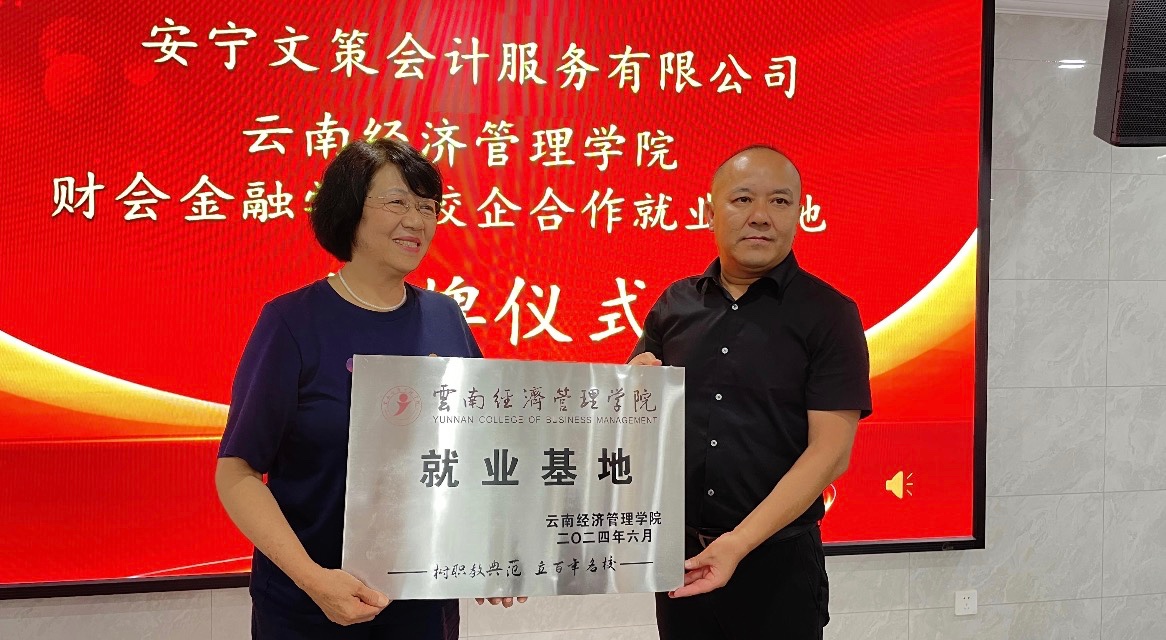 安宁文策会计服务有限公司
云南经济管理学院
财会金融学 校企合作就业 地
牌仪式
雲南經濟管理学院
YUNNAN COLLEGE OF BUSINESS MANAGEMENT
就业基地
云南经济管理学院
二〇二四年六月
树职教典范 立百年名校